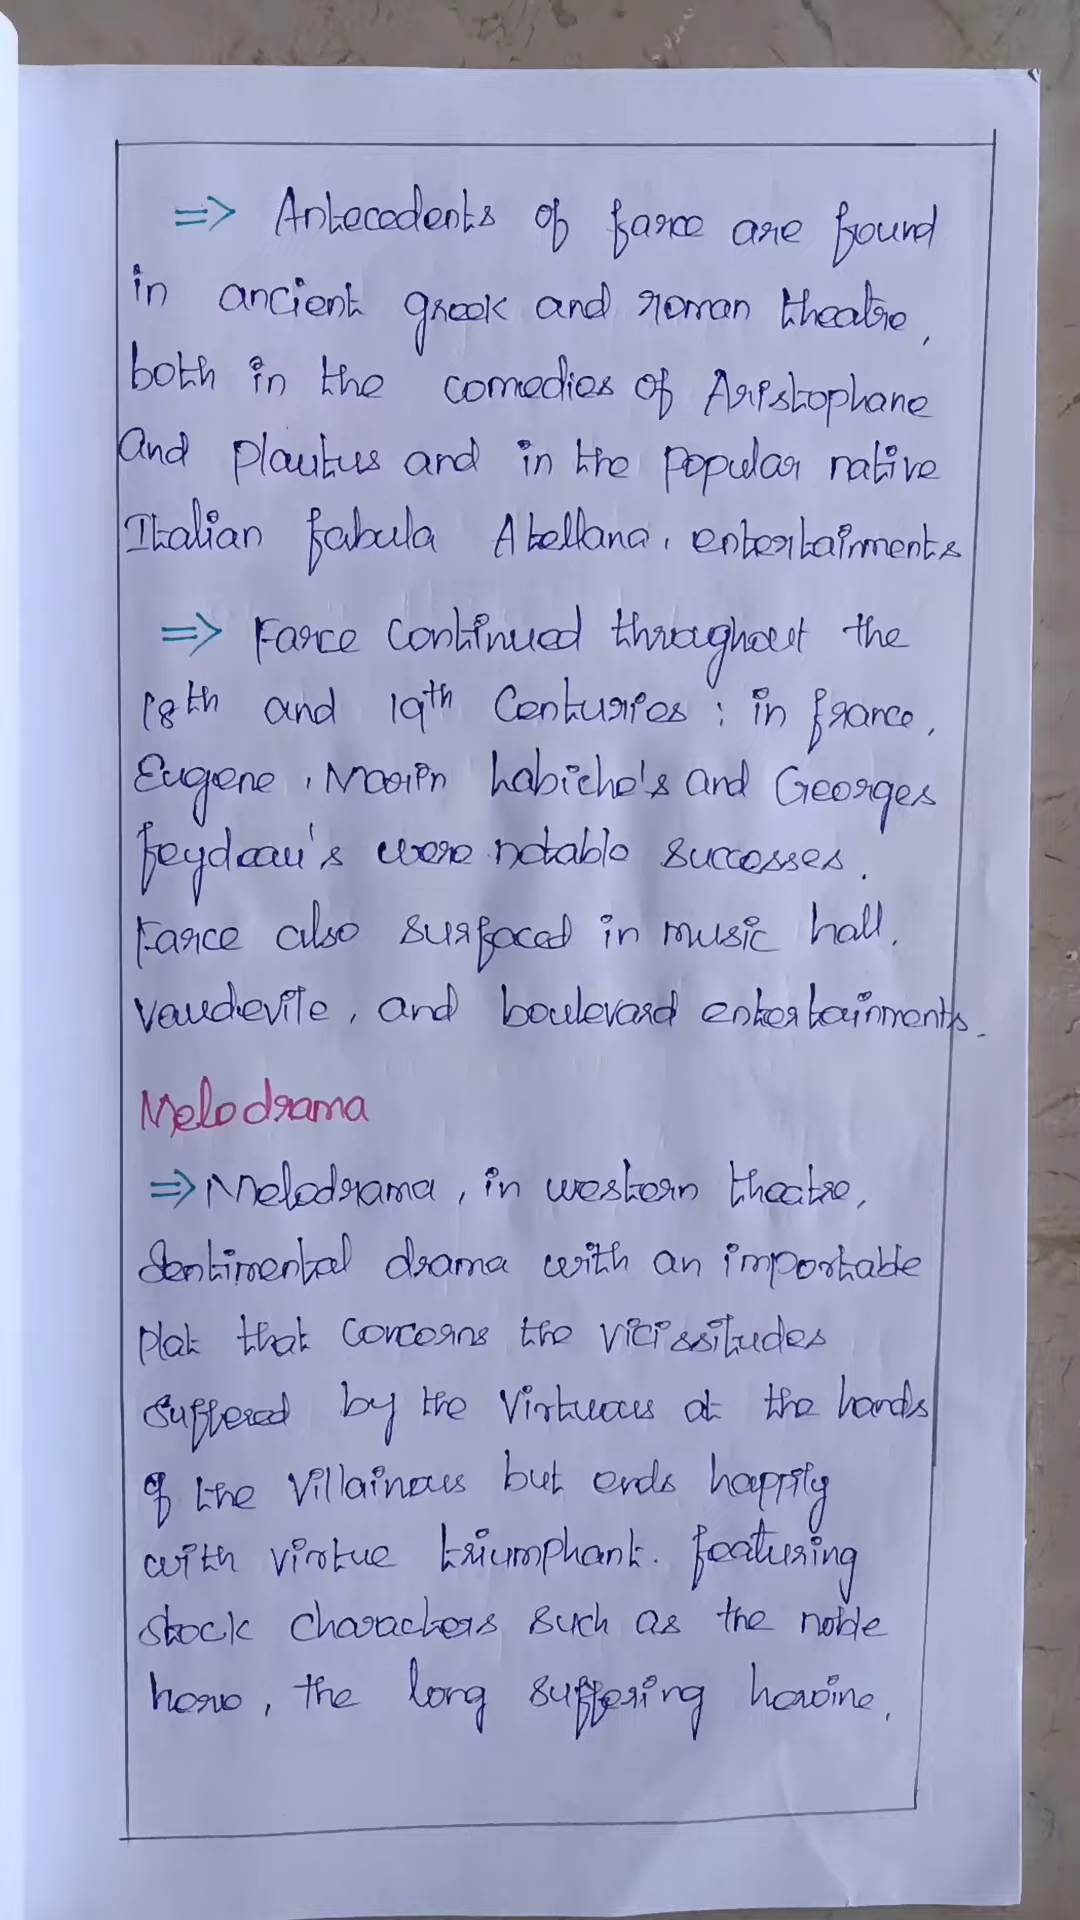 => Antecedents of farce are found
in ancient greek and roman theatre,
both in the comedies of Aristophane
and plautus and in the popular native
Italian fabula Atellana, entertainments
=> Farce continued throughout the
18th and 19th Centuries : in france,
Eugene, Marin Labiche's and Georges
feydeau's were notable successes.
Farce also surfaced in music hall,
Vaudevile, and boulevard entertainments.
Melodrama
=> Melodrama, in western theatre,
Sentimental drama with an importable
plat that concerns the vicissitudes
suffered by the virtuous at the hands
of the villainous but ends happily
with virtue triumphant. featuring
stock characters such as the noble
hero, the long suffering heroine,